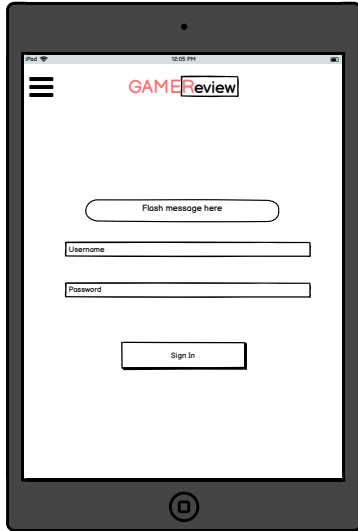 iPad 12:05 PM
GAMEReview
Flash message here
Username
Password
Sign In